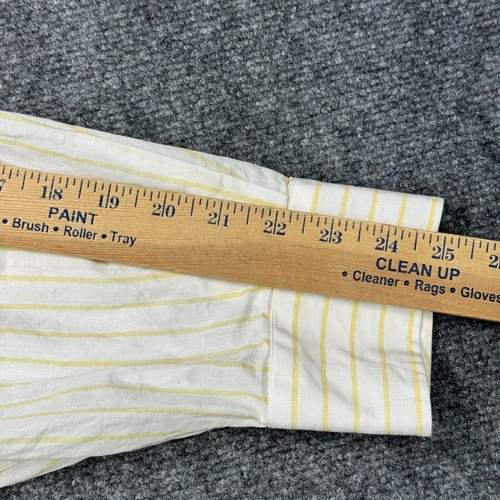 18 19 20 21 22 23 24 25
PAINT
• Brush • Roller • Tray
CLEAN UP
• Cleaner • Rags • Gloves